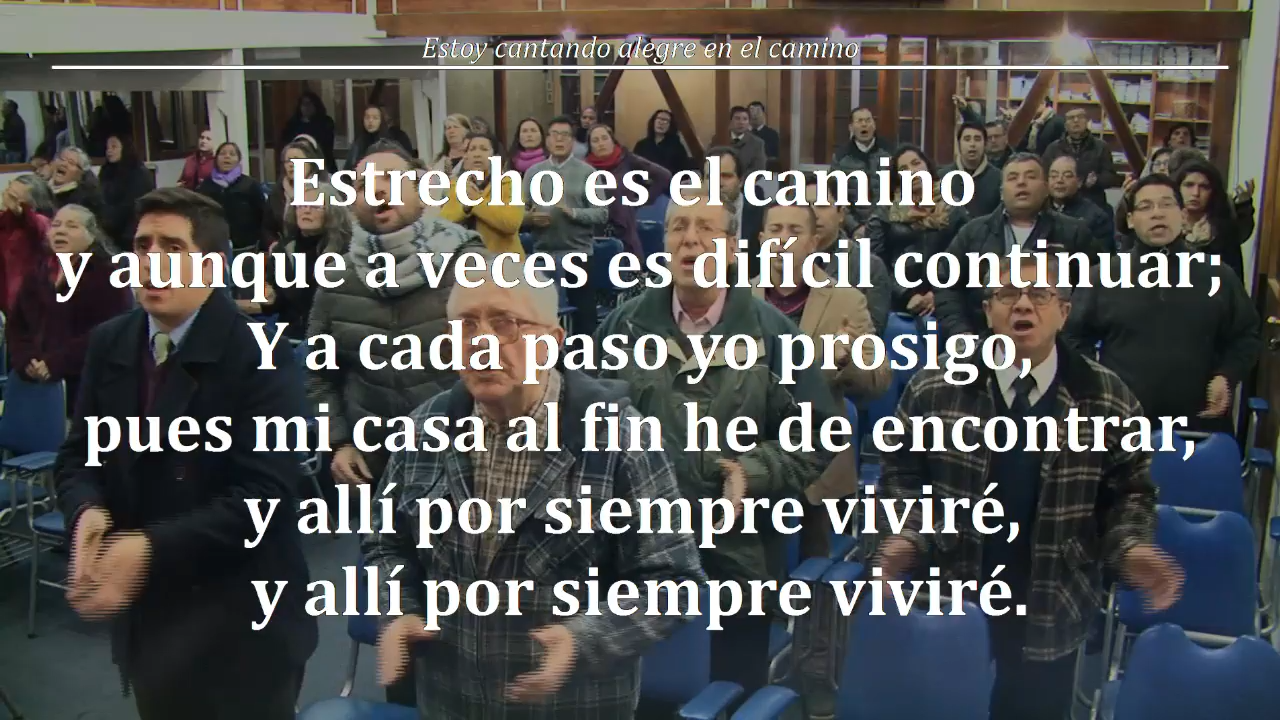 Estoy cantando alegre en el camino
Estrecho es el camino
y aunque a veces es difícil continuar;
Y a cada paso yo prosigo,
pues mi casa al fin he de encontrar,
y allí por siempre viviré,
y allí por siempre viviré.